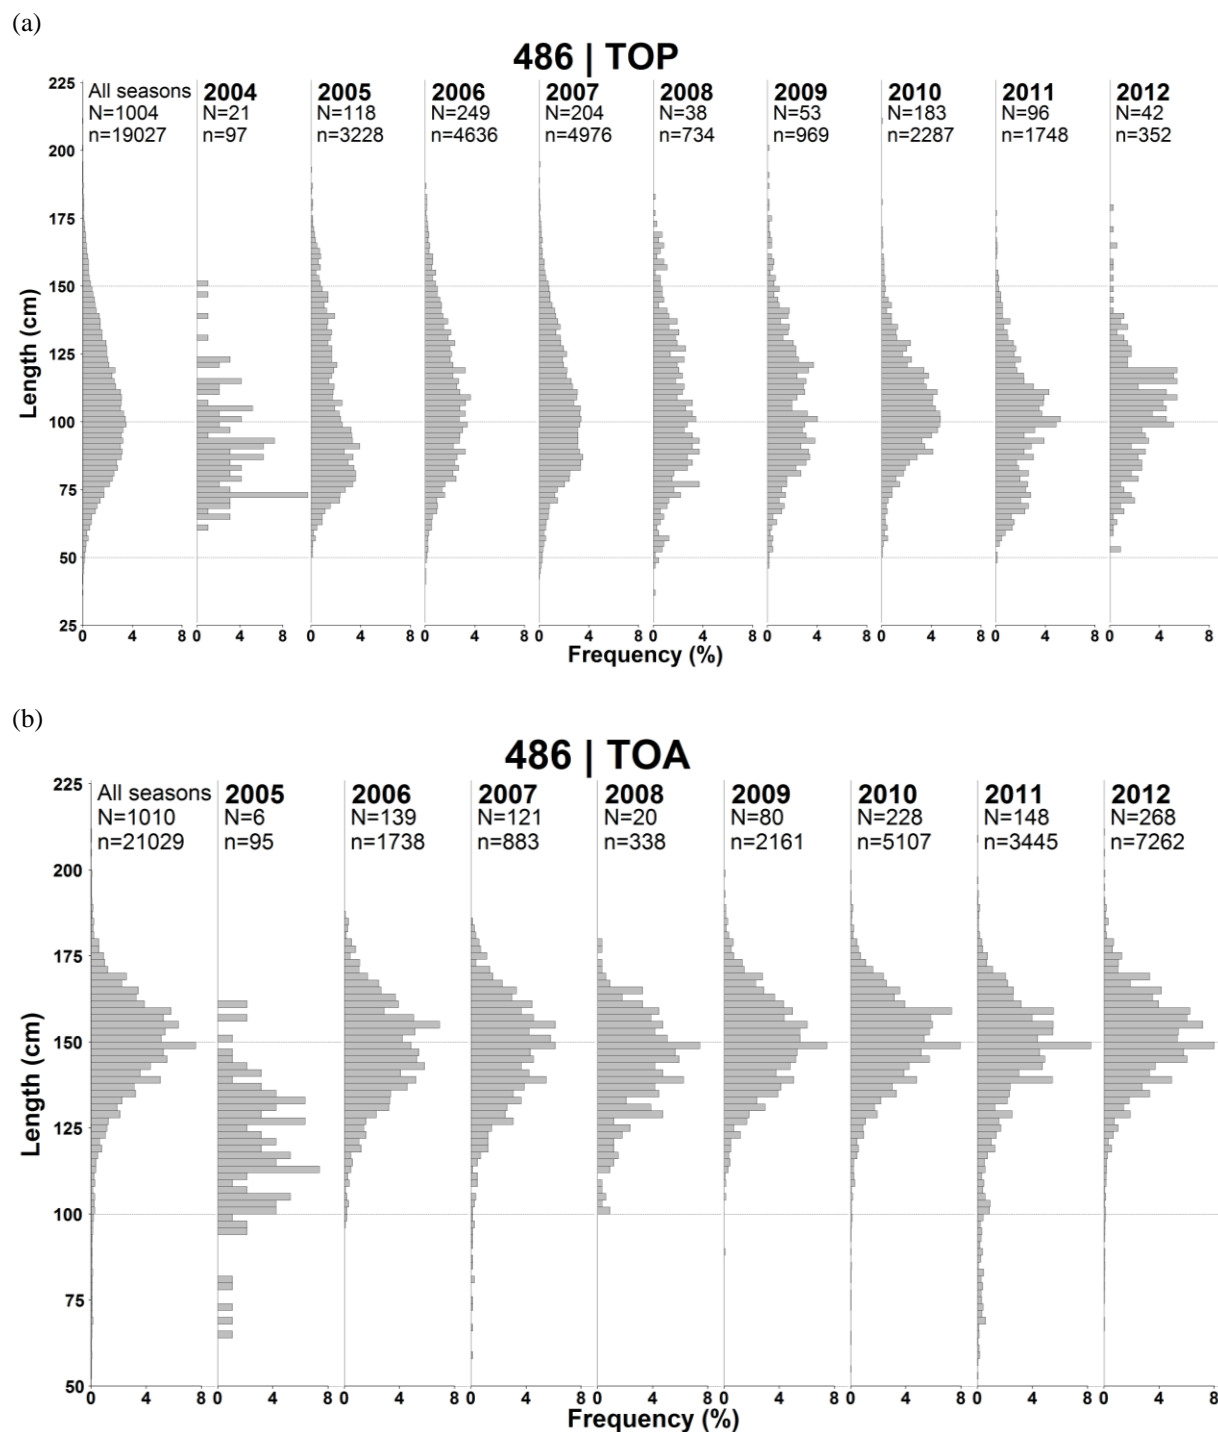 (a)
486 | TOP
All seasons 2004 2005 2006 2007 2008 2009 2010 2011 2012
N=1004 N=21 N=118 N=249 N=204 N=38 N=53 N=183 N=96 N=42
n=19027 n=97 n=3228 n=4636 n=4976 n=734 n=969 n=2287 n=1748 n=352
225
200
175
150
125
100
75
50
25
Length (cm)
0 4 8 0 4 8 0 4 8 0 4 8 0 4 8 0 4 8 0 4 8 0 4 8 0 4 8 0 4 8
Frequency (%)
(b)
486 | TOA
All seasons 2005 2006 2007 2008 2009 2010 2011 2012
N=1010 N=6 N=139 N=121 N=20 N=80 N=228 N=148 N=268
n=21029 n=95 n=1738 n=883 n=338 n=2161 n=5107 n=3445 n=7262
225
200
175
150
125
100
75
50
Length (cm)
0 4 8 0 4 8 0 4 8 0 4 8 0 4 8 0 4 8 0 4 8 0 4 8 0 4 8
Frequency (%)